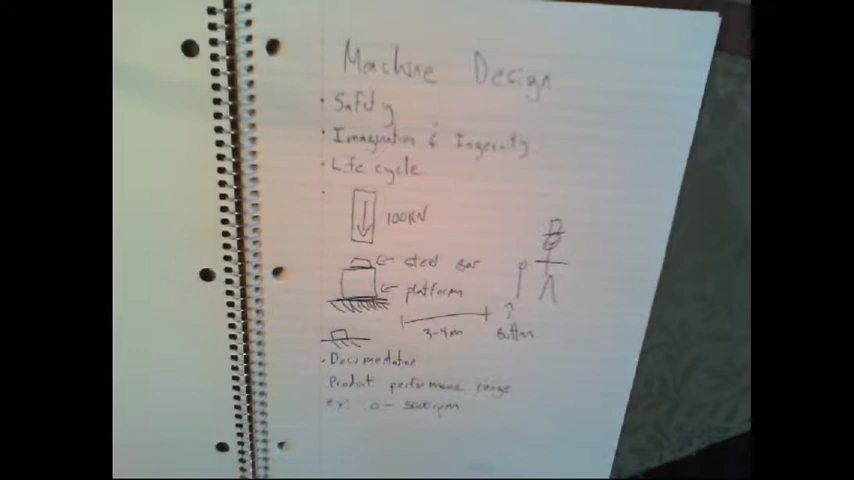 Machine Design
• Safety
• Imagination & Ingenuity
• Life cycle
• 100KN
steel bar
platform
3-4m
Button
• Documentation
Product performance range
ex: 0 - 3000rpm